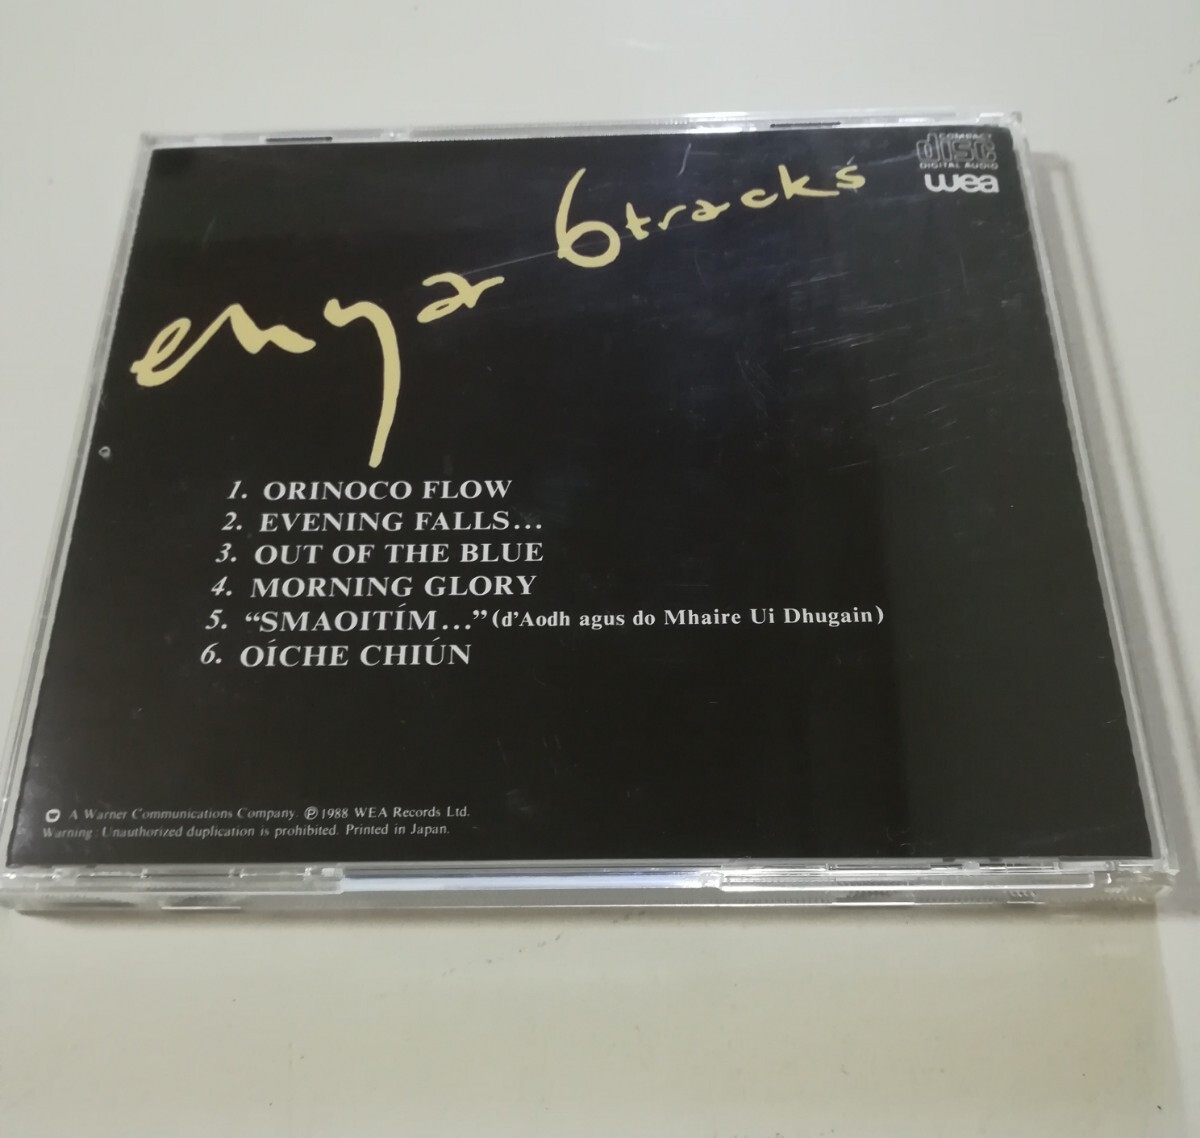 COMPACT
disc
DIGITAL AUDIO
wea
enya 6 tracks
1. ORINOCO FLOW
2. EVENING FALLS...
3. OUT OF THE BLUE
4. MORNING GLORY
5. “SMAOITÍM...” (d'Aodh agus do Mhaire Ui Dhugain)
6. OÍCHE CHIÚN
A Warner Communications Company. ℗1988 WEA Records Ltd.
Warning: Unauthorized duplication is prohibited. Printed in Japan.